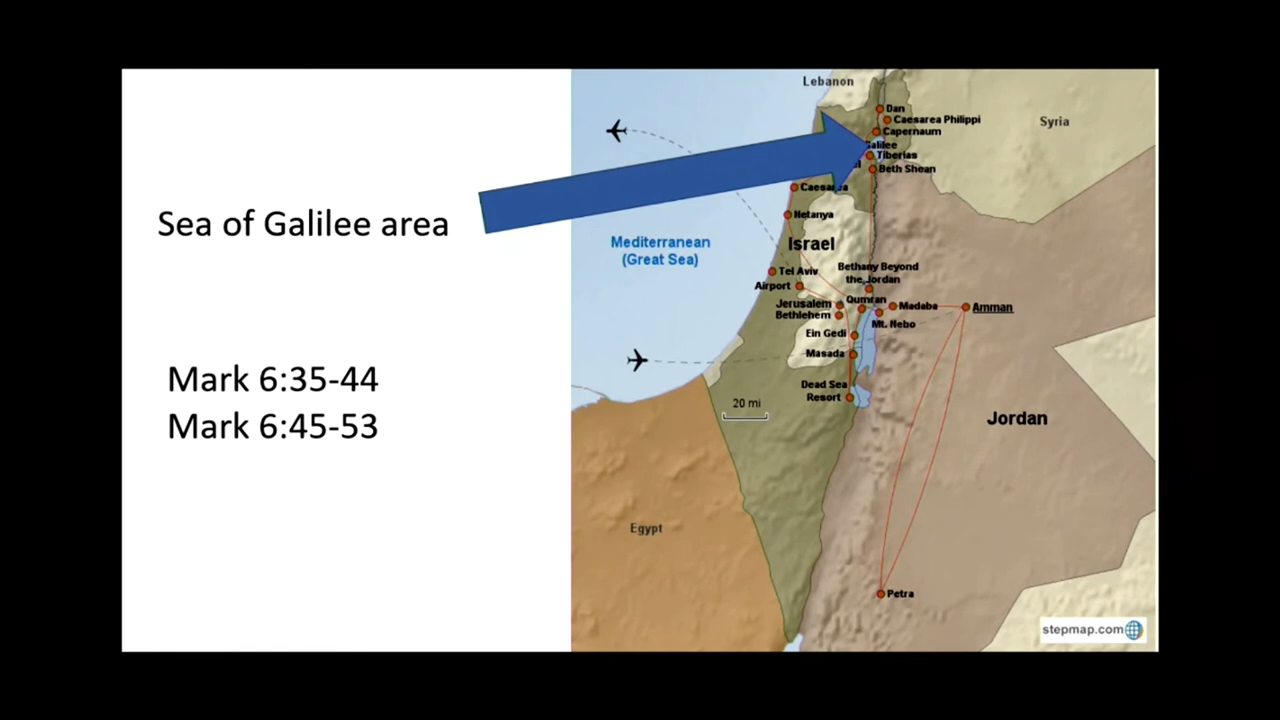 Sea of Galilee area
Mark 6:35-44
Mark 6:45-53
Lebanon
Syria
Dan
Caesarea Philippi
Capernaum
Galilee
Tiberias
Beth Shean
Caesarea
Netanya
Israel
Mediterranean
(Great Sea)
Tel Aviv
Airport
Bethany Beyond
the Jordan
Jerusalem
Bethlehem
Qumran
Madaba
Amman
Mt. Nebo
Ein Gedi
Masada
Dead Sea
Resort
20 mi
Jordan
Egypt
Petra
stepmap.com